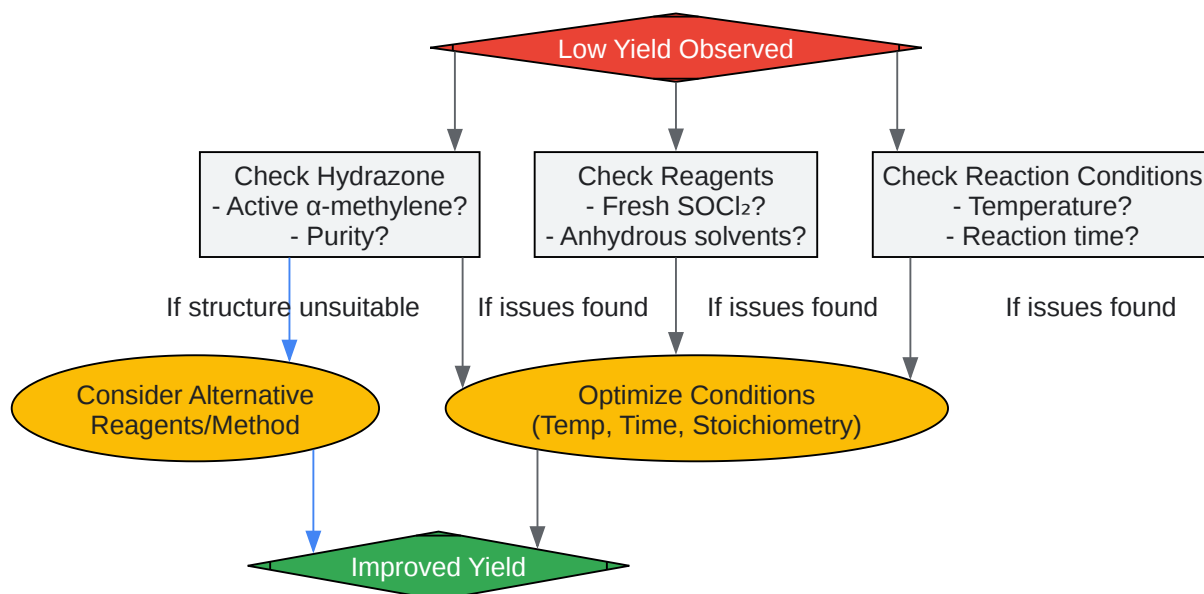 Low Yield Observed
Check Hydrazone
- Active α-methylene?
- Purity?
Check Reagents
- Fresh SOCl₂?
- Anhydrous solvents?
Check Reaction Conditions
- Temperature?
- Reaction time?
If structure unsuitable
If issues found
If issues found
If issues found
Consider Alternative
Reagents/Method
Optimize Conditions
(Temp, Time, Stoichiometry)
Improved Yield